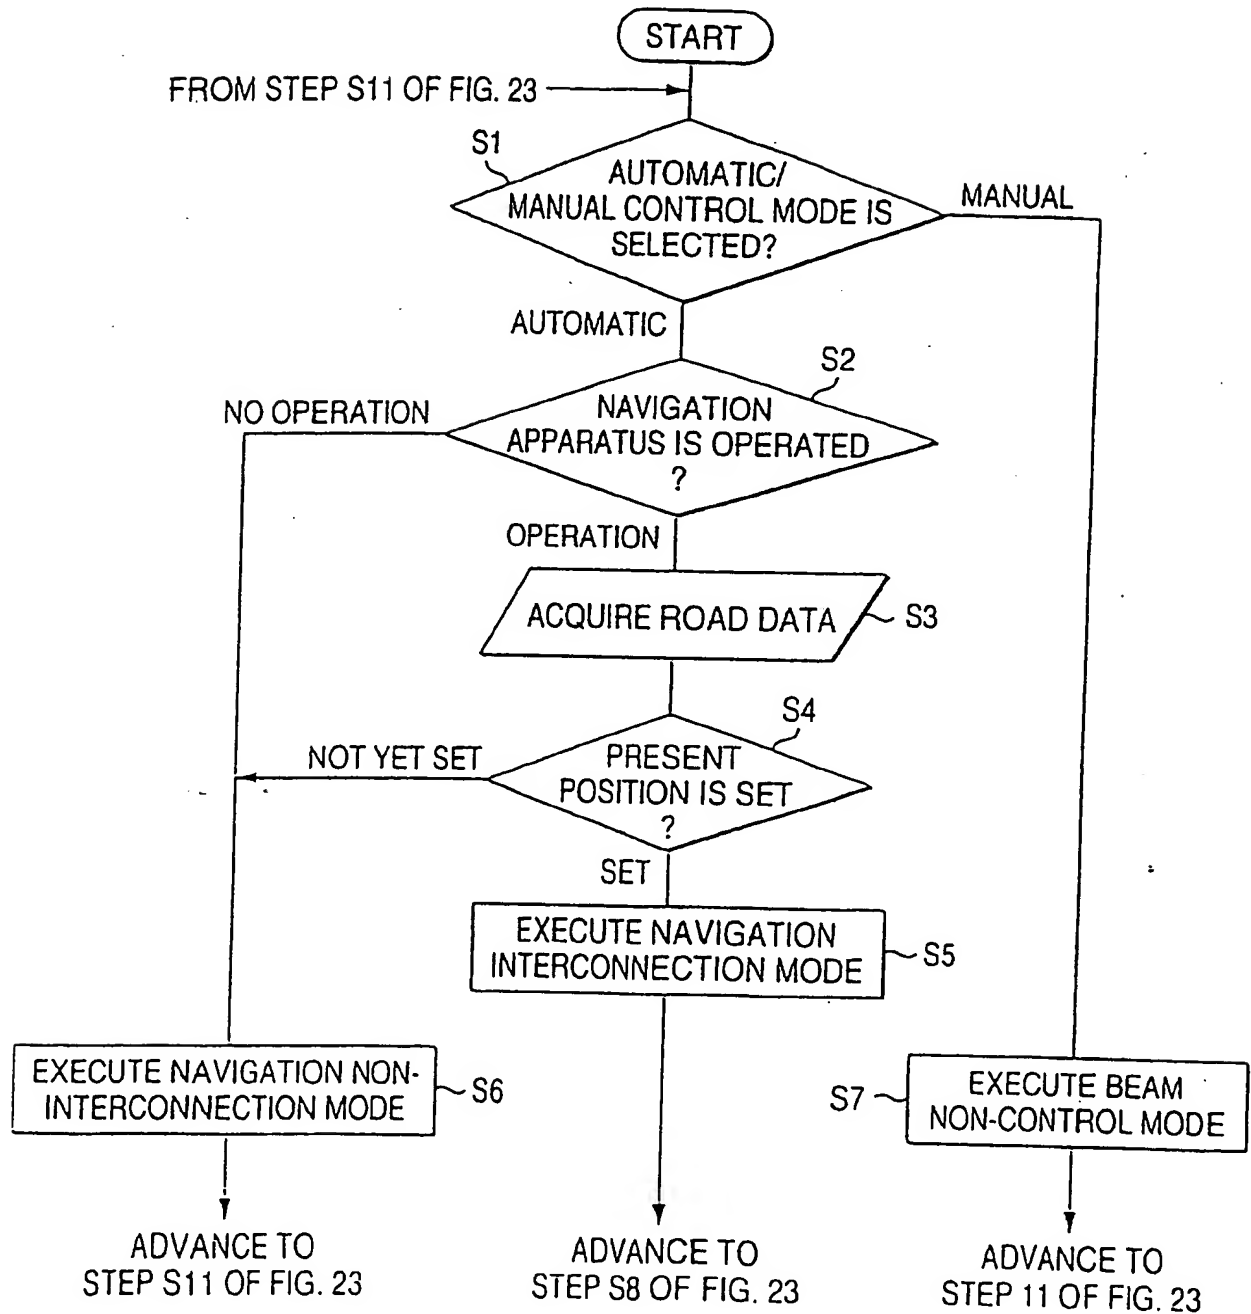 START
FROM STEP S11 OF FIG. 23
S1
AUTOMATIC/
MANUAL CONTROL MODE IS
SELECTED?
MANUAL
AUTOMATIC
S2
NO OPERATION
NAVIGATION
APPARATUS IS OPERATED
?
OPERATION
ACQUIRE ROAD DATA
S3
S4
NOT YET SET
PRESENT
POSITION IS SET
?
SET
EXECUTE NAVIGATION
INTERCONNECTION MODE
S5
EXECUTE NAVIGATION NON-
INTERCONNECTION MODE
S6
S7
EXECUTE BEAM
NON-CONTROL MODE
ADVANCE TO
STEP S11 OF FIG. 23
ADVANCE TO
STEP S8 OF FIG. 23
ADVANCE TO
STEP 11 OF FIG. 23